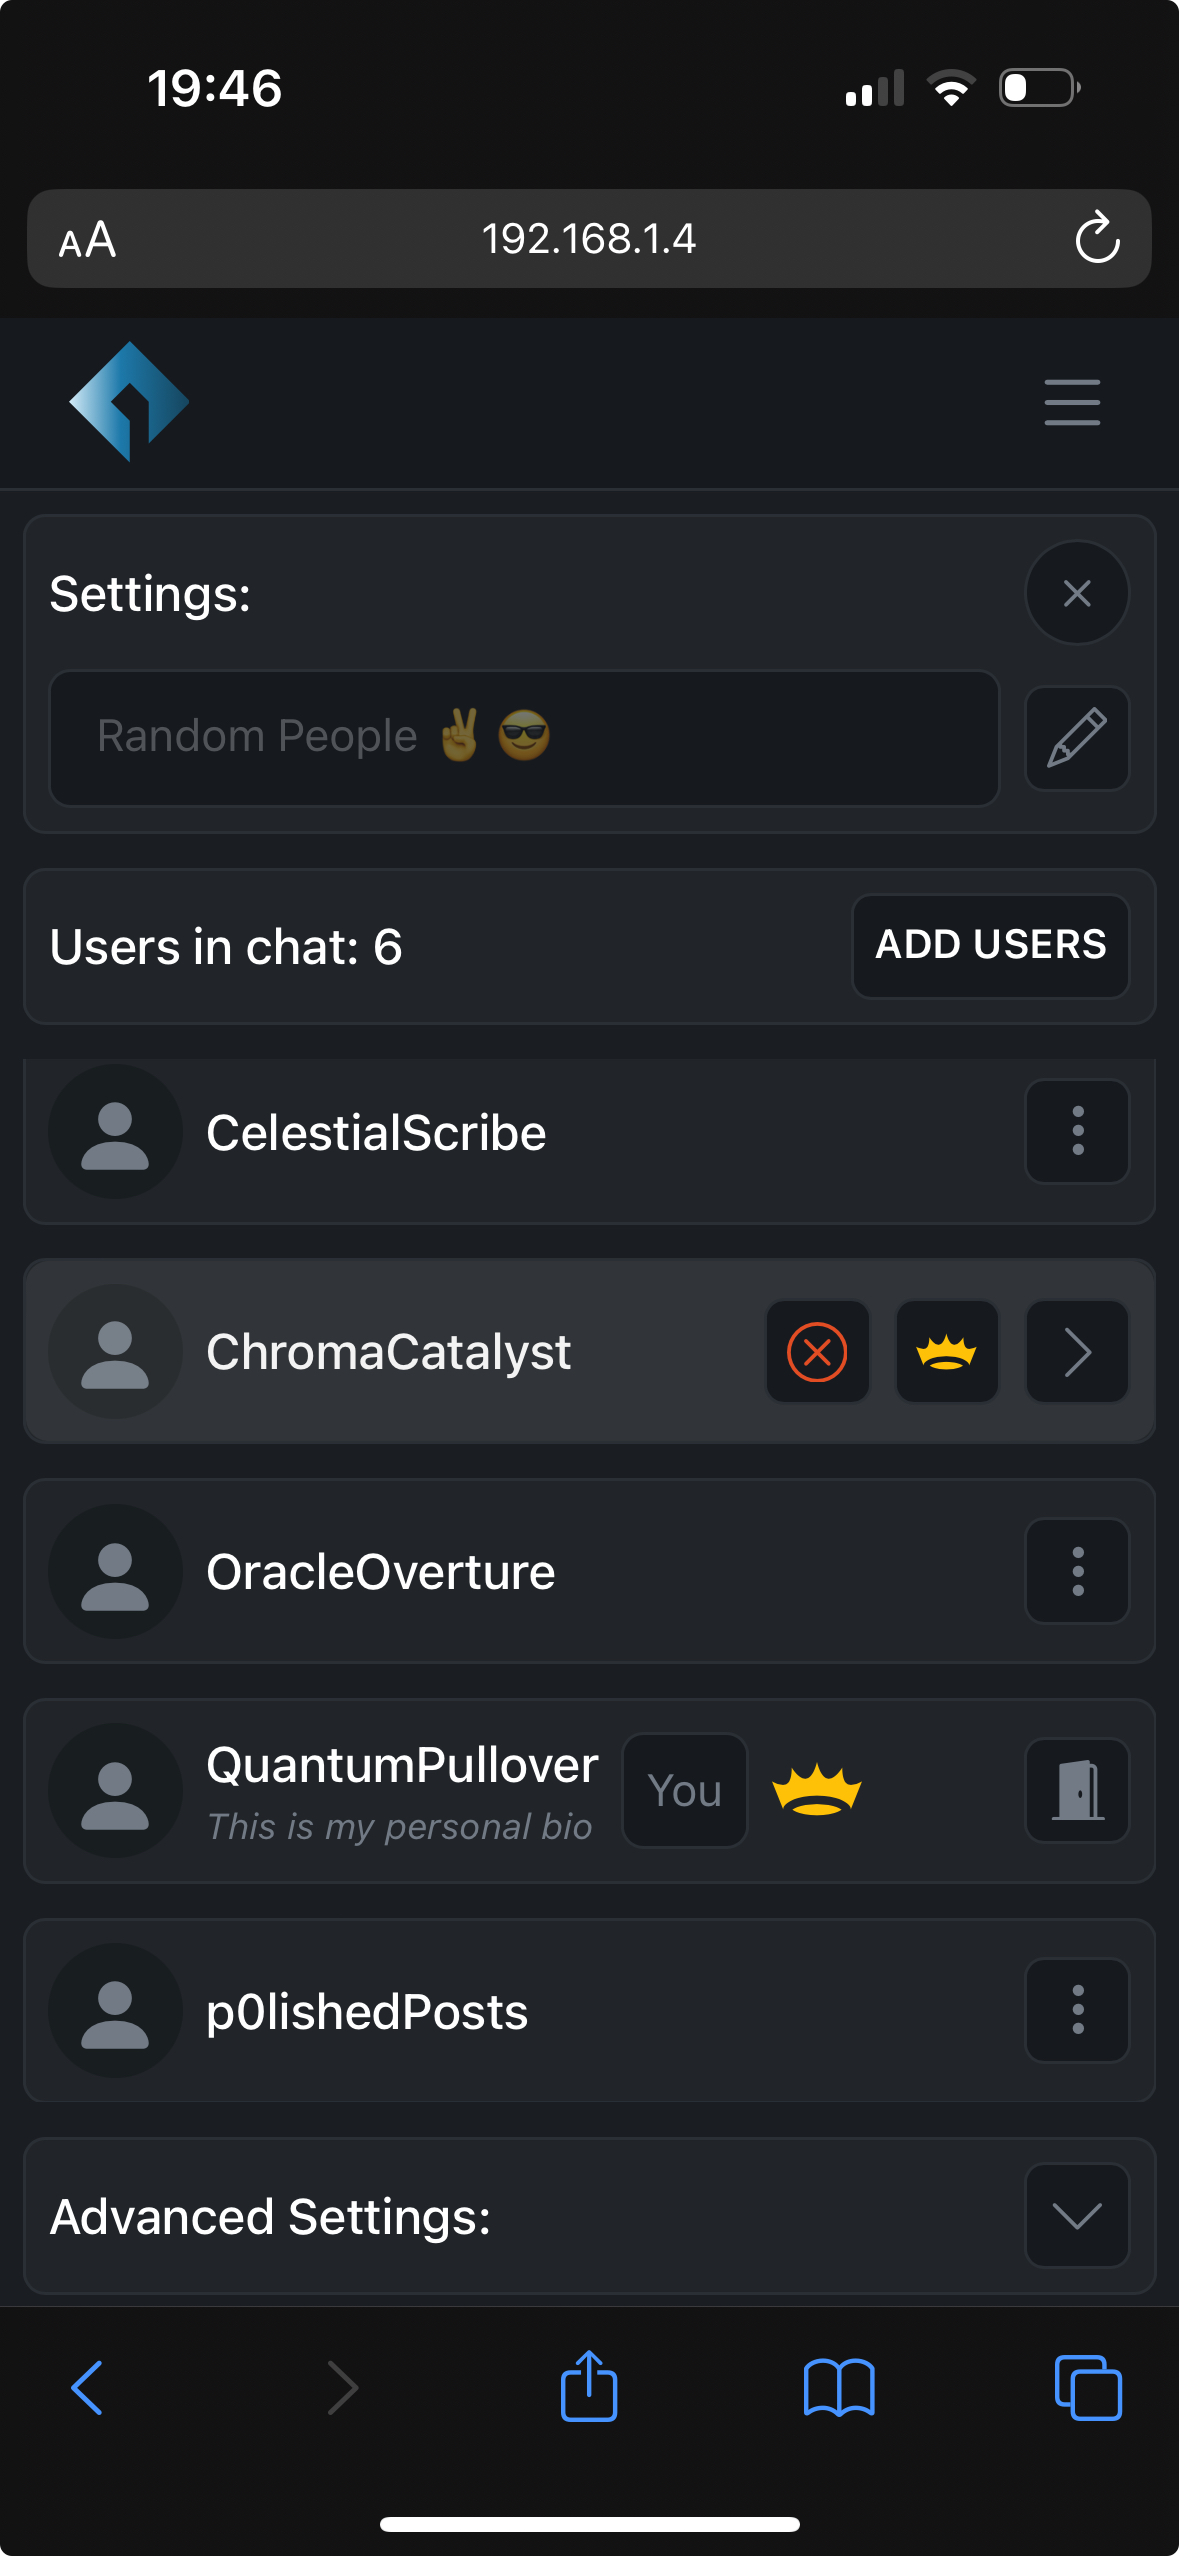 19:46
AA
192.168.1.4
Settings:
Random People ✌️ 😎
Users in chat: 6
ADD USERS
CelestialScribe
ChromaCatalyst
OracleOverture
QuantumPullover
This is my personal bio
You
p0lishedPosts
Advanced Settings: